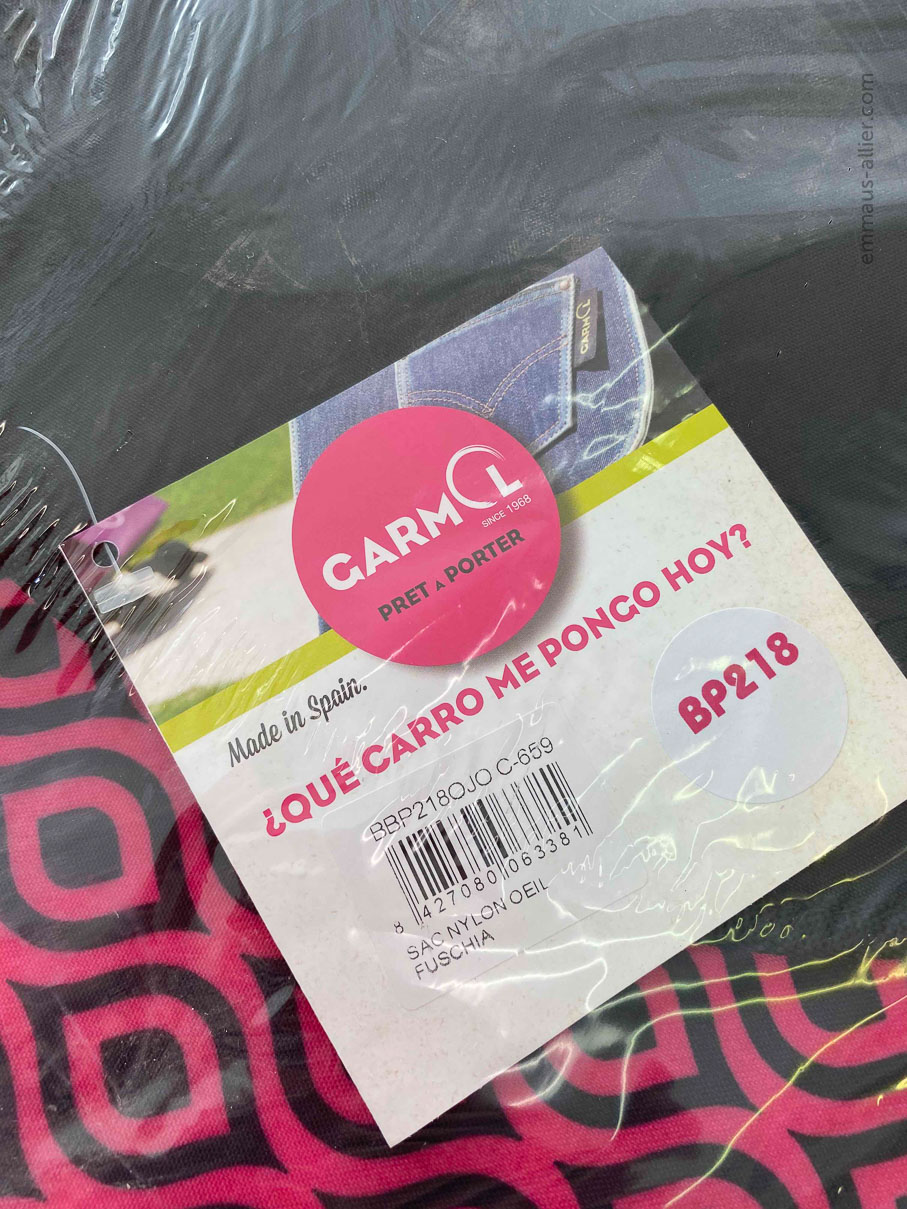 emmaus-allier.com
GARMOL
GARMOL
SINCE 1968
PRET A PORTER
Made in Spain.
¿QUÉ CARRO ME PONGO HOY?
BP218
BBP218OJO C-659
8 427080 063381
SAC NYLON OEIL
FUSCHIA